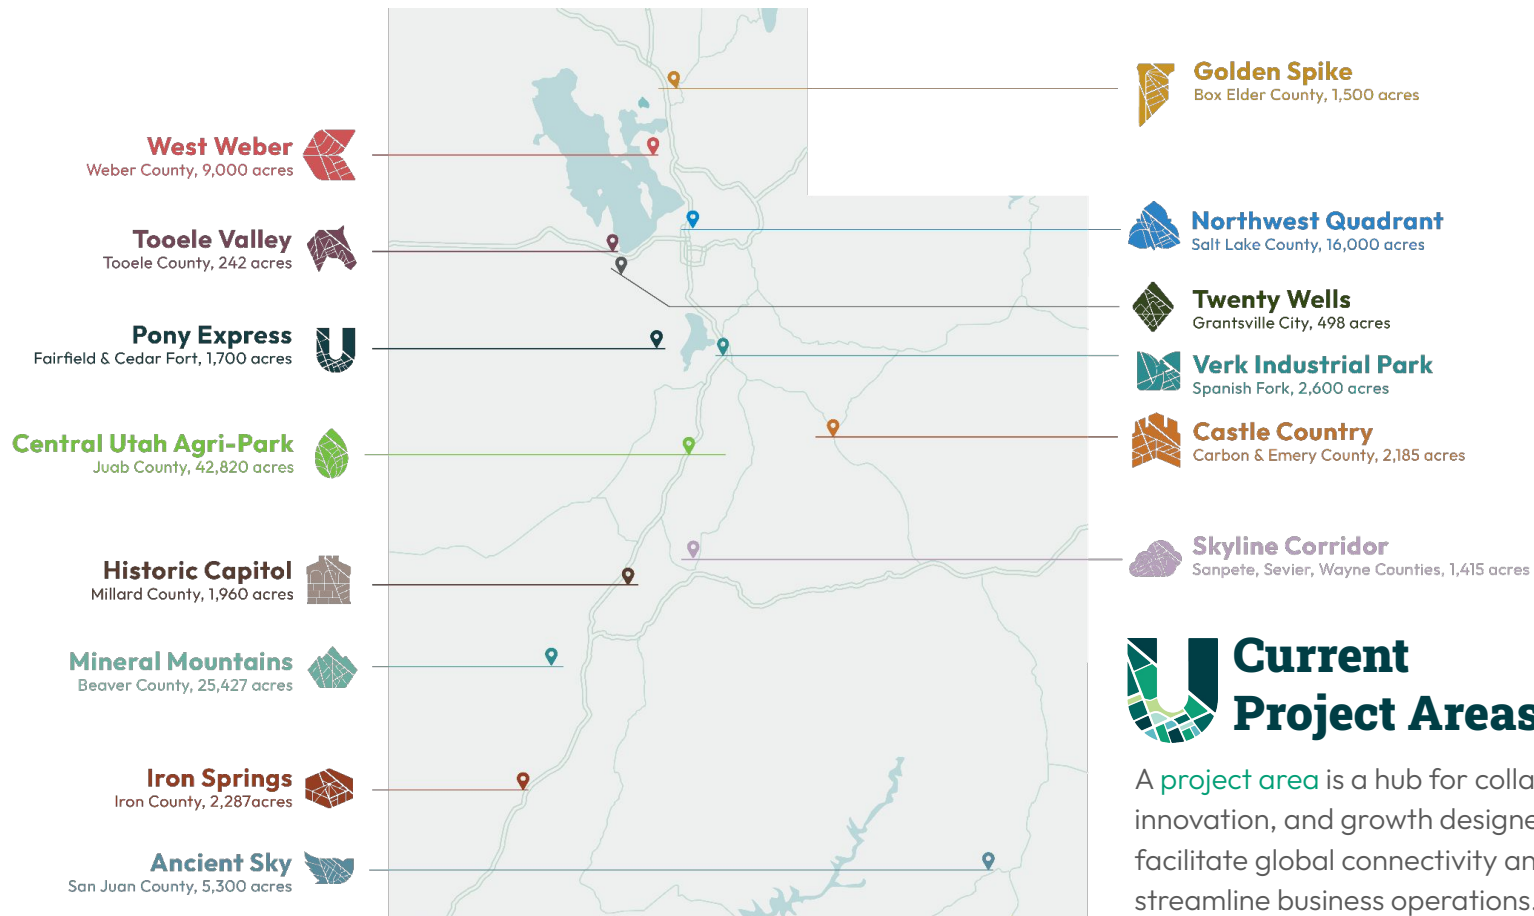 West Weber
Weber County, 9,000 acres
Tooele Valley
Tooele County, 242 acres
Pony Express
Fairfield & Cedar Fort, 1,700 acres
Central Utah Agri-Park
Juab County, 42,820 acres
Historic Capitol
Millard County, 1,960 acres
Mineral Mountains
Beaver County, 25,427 acres
Iron Springs
Iron County, 2,287acres
Ancient Sky
San Juan County, 5,300 acres
Golden Spike
Box Elder County, 1,500 acres
Northwest Quadrant
Salt Lake County, 16,000 acres
Twenty Wells
Grantsville City, 498 acres
Verk Industrial Park
Spanish Fork, 2,600 acres
Castle Country
Carbon & Emery County, 2,185 acres
Skyline Corridor
Sanpete, Sevier, Wayne Counties, 1,415 acres
Current
Project Areas
A project area is a hub for colla
innovation, and growth designe
facilitate global connectivity an
streamline business operations.